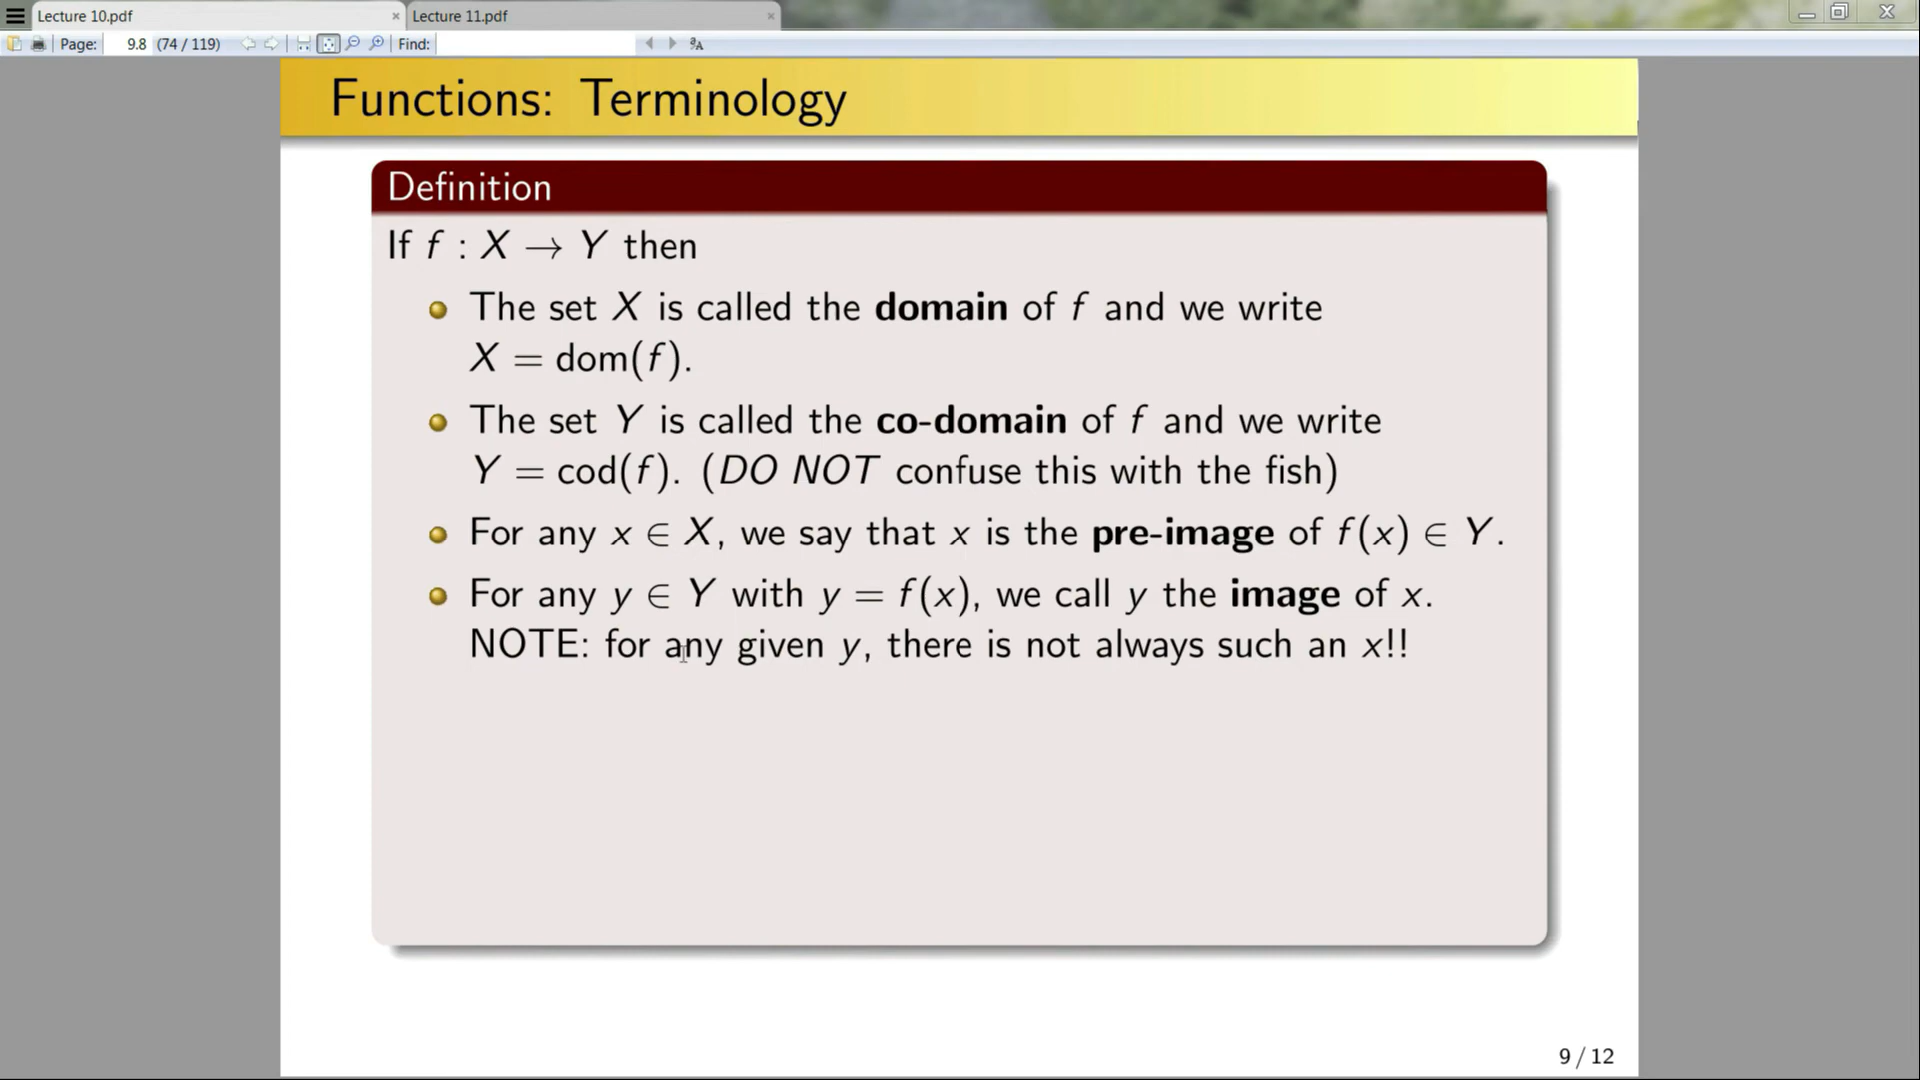 Lecture 10.pdf
Lecture 11.pdf
Page: 9.8 (74 / 119) Find:
Functions: Terminology
Definition
If f : X → Y then
The set X is called the domain of f and we write
X = dom(f).
The set Y is called the co-domain of f and we write
Y = cod(f). (DO NOT confuse this with the fish)
For any x ∈ X, we say that x is the pre-image of f(x) ∈ Y.
For any y ∈ Y with y = f(x), we call y the image of x.
NOTE: for any given y, there is not always such an x!!
9 / 12